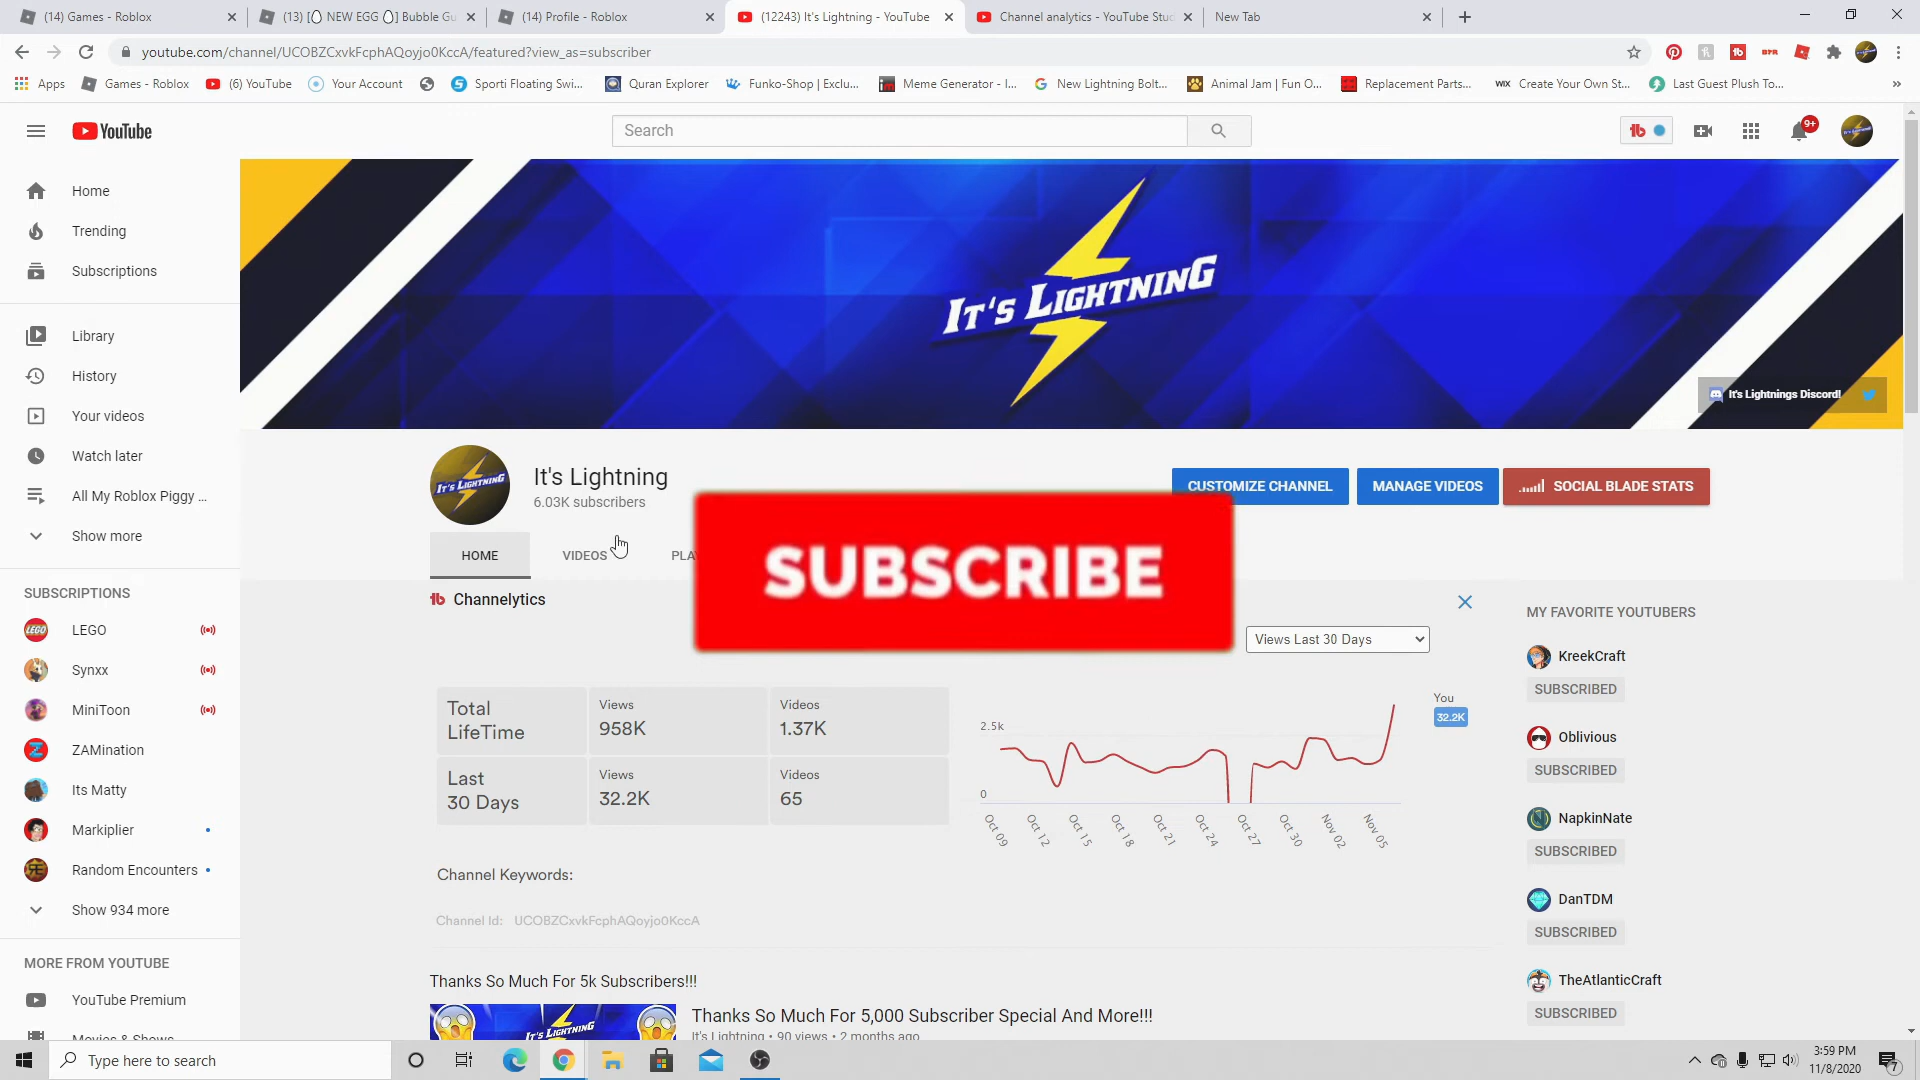 (14) Games - Roblox
(13) [🥚 NEW EGG 🥚] Bubble Gu
(14) Profile - Roblox
(12243) It's Lightning - YouTube
Channel analytics - YouTube Stu
New Tab
youtube.com/channel/UCOBZCxvkFcphAQoyjo0KccA/featured?view_as=subscriber
Apps
Games - Roblox
(6) YouTube
Your Account
Sporti Floating Swi...
Quran Explorer
Funko-Shop | Exclu...
Meme Generator - I...
New Lightning Bolt...
Animal Jam | Fun O...
Replacement Parts...
WIX
Create Your Own St...
Last Guest Plush To...
YouTube
Search
9+
Home
Trending
Subscriptions
Library
History
Your videos
Watch later
All My Roblox Piggy ...
Show more
SUBSCRIPTIONS
LEGO
Synxx
MiniToon
ZAMination
Its Matty
Markiplier
Random Encounters
Show 934 more
MORE FROM YOUTUBE
YouTube Premium
Movies & Shows
IT'S LIGHTNING
It's Lightnings Discord!
It's Lightning
6.03K subscribers
CUSTOMIZE CHANNEL
MANAGE VIDEOS
SOCIAL BLADE STATS
HOME
VIDEOS
PLA
SUBSCRIBE
Channelytics
Views Last 30 Days
Total
LifeTime
Views
958K
Videos
1.37K
Last
30 Days
Views
32.2K
Videos
65
2.5k
0
Oct 09
Oct 12
Oct 15
Oct 18
Oct 21
Oct 24
Oct 27
Oct 30
Nov 02
Nov 05
You
32.2K
Channel Keywords:
Channel Id: UCOBZCxvkFcphAQoyjo0KccA
Thanks So Much For 5k Subscribers!!!
IT'S LIGHTNING
Thanks So Much For 5,000 Subscriber Special And More!!!
It's Lightning • 90 views • 2 months ago
MY FAVORITE YOUTUBERS
KreekCraft
SUBSCRIBED
Oblivious
SUBSCRIBED
NapkinNate
SUBSCRIBED
DanTDM
SUBSCRIBED
TheAtlanticCraft
SUBSCRIBED
Type here to search
3:59 PM
11/8/2020
7